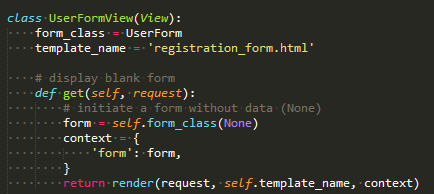 class UserFormView(View):
    form_class = UserForm
    template_name = 'registration_form.html'

    # display blank form
    def get(self, request):
        # initiate a form without data (None)
        form = self.form_class(None)
        context = {
            'form': form,
        }
        return render(request, self.template_name, context)